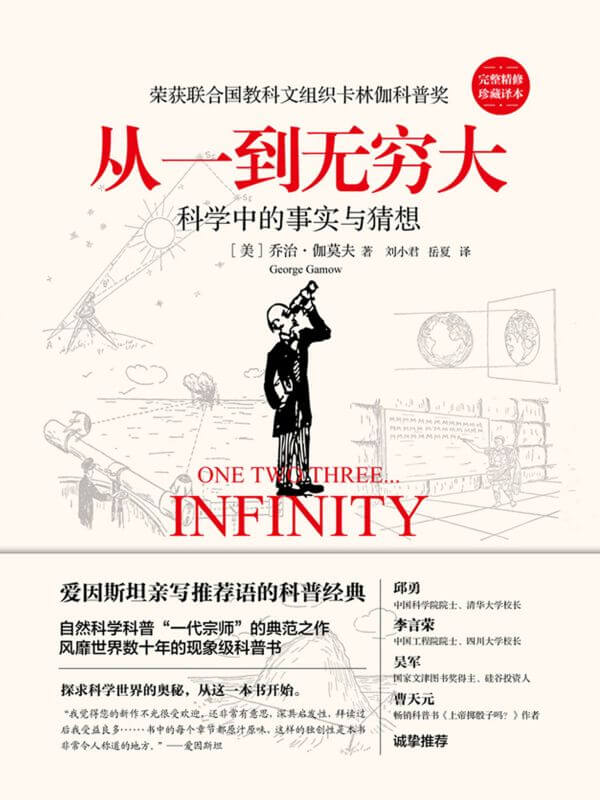 荣获联合国教科文组织卡林伽科普奖
完整精修
珍藏译本
从一到无穷大
科学中的事实与猜想
[美]乔治·伽莫夫 著 刘小君 岳夏 译
George Gamow
ONE TWO THREE...
INFINITY
爱因斯坦亲写推荐语的科普经典
自然科学科普“一代宗师”的典范之作
风靡世界数十年的现象级科普书
探求科学世界的奥秘，从这一本书开始。
“我觉得您的新作不光很受欢迎，还非常有意思，深具启发性，拜读过
后我受益良多……书中的每个章节都原汁原味，这样的独创性是本书
非常令人称道的地方。”——爱因斯坦
邱勇
中国科学院院士、清华大学校长
李言荣
中国工程院院士、四川大学校长
吴军
国家文津图书奖得主、硅谷投资人
曹天元
畅销科普书《上帝掷骰子吗？》作者
诚挚推荐